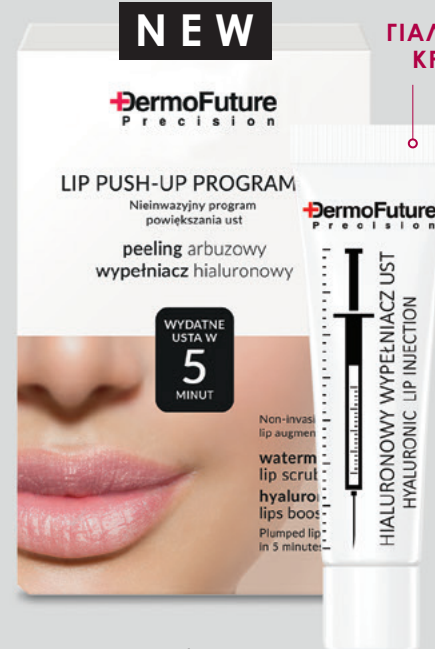 NEW
DermoFuture
Precision
LIP PUSH-UP PROGRAM
Nieinwazyjny program
powiększania ust
peeling arbuzowy
wypełniacz hialuronowy
WYDATNE
USTA W
5
MINUT
Non-invasi
lip augmen
waterm
lip scrub
hyaluro
lips boos
Plumped lip
in 5 minutes
DermoFuture
Precision
HIALURONOWY WYPEŁNIACZ UST
HYALURONIC LIP INJECTION